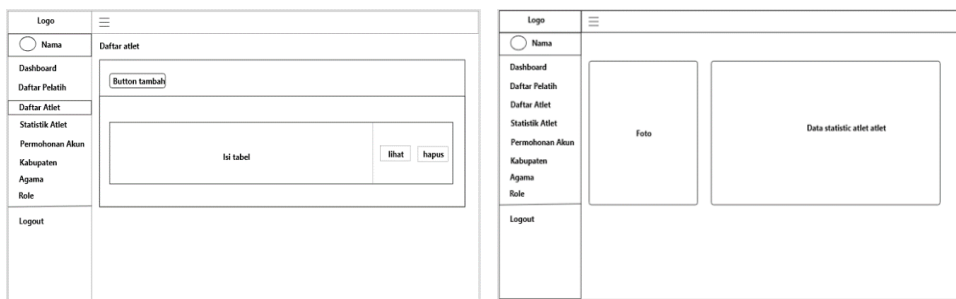 Logo
Nama
Dashboard
Daftar Pelatih
Daftar Atlet
Statistik Atlet
Permohonan Akun
Kabupaten
Agama
Role
Logout
Daftar atlet
Button tambah
Isi tabel
lihat
hapus
Logo
Nama
Dashboard
Daftar Pelatih
Daftar Atlet
Statistik Atlet
Permohonan Akun
Kabupaten
Agama
Role
Logout
Foto
Data statistic atlet atlet